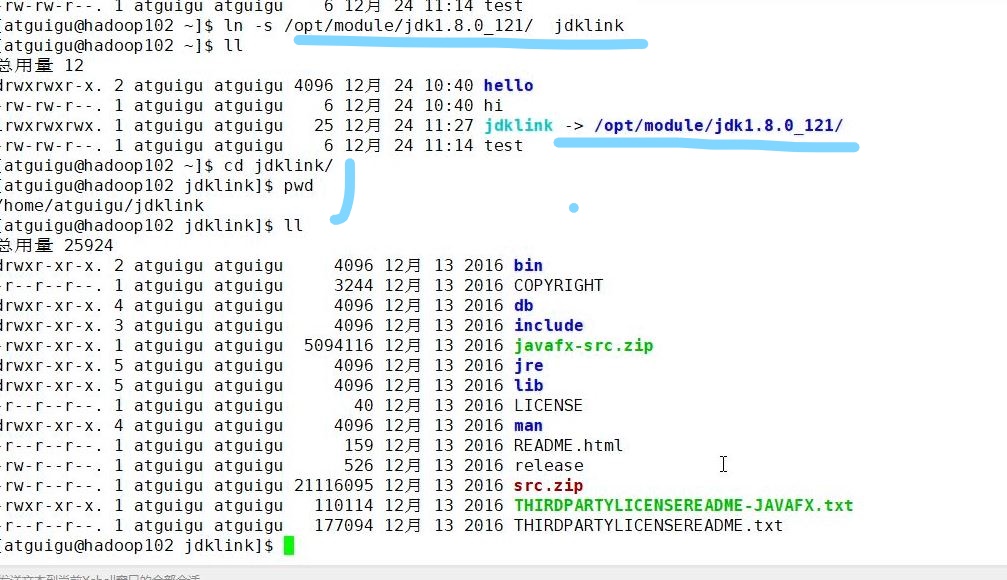 -rw-rw-r--. 1 atguigu atguigu    6 12月 24 11:14 test
[atguigu@hadoop102 ~]$ ln -s /opt/module/jdk1.8.0_121/  jdklink
[atguigu@hadoop102 ~]$ ll
总用量 12
drwxrwxr-x. 2 atguigu atguigu 4096 12月 24 10:40 hello
-rw-rw-r--. 1 atguigu atguigu    6 12月 24 10:40 hi
lrwxrwxrwx. 1 atguigu atguigu   25 12月 24 11:27 jdklink -> /opt/module/jdk1.8.0_121/
-rw-rw-r--. 1 atguigu atguigu    6 12月 24 11:14 test
[atguigu@hadoop102 ~]$ cd jdklink/
[atguigu@hadoop102 jdklink]$ pwd
/home/atguigu/jdklink
[atguigu@hadoop102 jdklink]$ ll
总用量 25924
drwxr-xr-x. 2 atguigu atguigu     4096 12月 13 2016 bin
-r--r--r--. 1 atguigu atguigu     3244 12月 13 2016 COPYRIGHT
drwxr-xr-x. 4 atguigu atguigu     4096 12月 13 2016 db
drwxr-xr-x. 3 atguigu atguigu     4096 12月 13 2016 include
-rwxr-xr-x. 1 atguigu atguigu  5094116 12月 13 2016 javafx-src.zip
drwxr-xr-x. 5 atguigu atguigu     4096 12月 13 2016 jre
drwxr-xr-x. 5 atguigu atguigu     4096 12月 13 2016 lib
-r--r--r--. 1 atguigu atguigu       40 12月 13 2016 LICENSE
drwxr-xr-x. 4 atguigu atguigu     4096 12月 13 2016 man
-r--r--r--. 1 atguigu atguigu      159 12月 13 2016 README.html
-rw-r--r--. 1 atguigu atguigu      526 12月 13 2016 release
-rw-r--r--. 1 atguigu atguigu 21116095 12月 13 2016 src.zip
-rwxr-xr-x. 1 atguigu atguigu   110114 12月 13 2016 THIRDPARTYLICENSEREADME-JAVAFX.txt
-r--r--r--. 1 atguigu atguigu   177094 12月 13 2016 THIRDPARTYLICENSEREADME.txt
[atguigu@hadoop102 jdklink]$